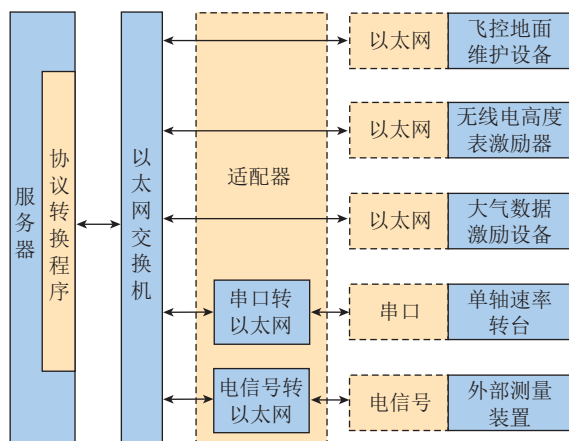 服务器
协议转换程序
以太网交换机
适配器
以太网
飞控地面
维护设备
以太网
无线电高度
表激励器
以太网
大气数据
激励设备
串口转
以太网
串口
单轴速率
转台
电信号转
以太网
电信号
外部测量
装置